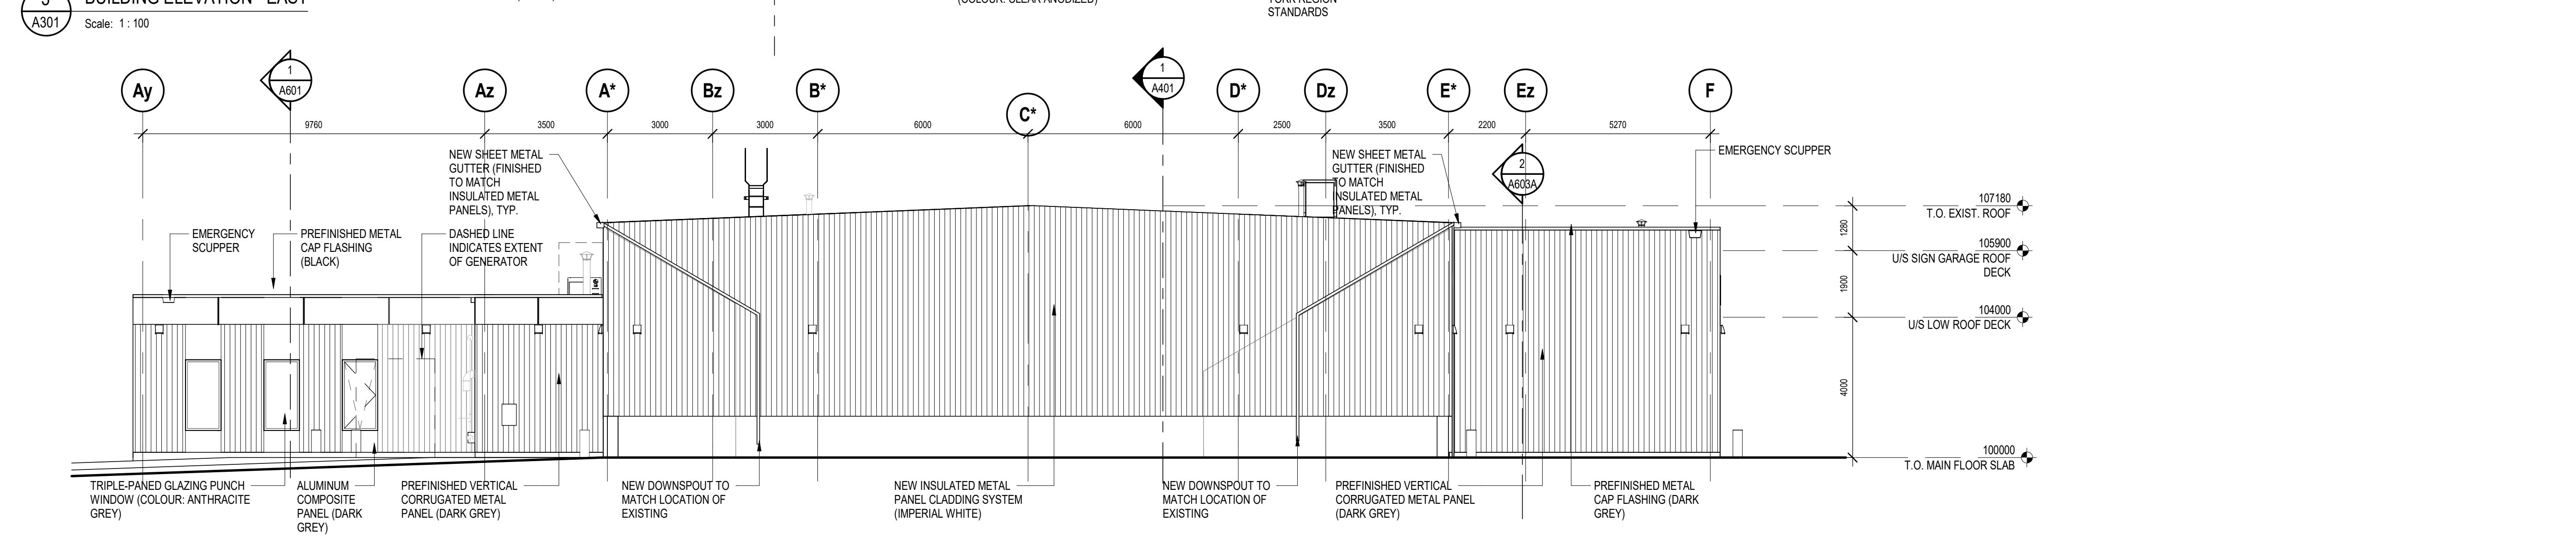 BUILDING ELEVATION - EAST
A301
Scale: 1 : 100
(COLOUR: CLEAR ANODIZED)
YORK REGION
STANDARDS
Ay
1
A601
Az
A*
Bz
B*
C*
1
A401
D*
Dz
E*
Ez
F
9760
3500
3000
3000
6000
6000
2500
3500
2200
5270
NEW SHEET METAL
GUTTER (FINISHED
TO MATCH
INSULATED METAL
PANELS), TYP.
NEW SHEET METAL
GUTTER (FINISHED
TO MATCH
INSULATED METAL
PANELS), TYP.
2
A603A
EMERGENCY SCUPPER
EMERGENCY
SCUPPER
PREFINISHED METAL
CAP FLASHING
(BLACK)
DASHED LINE
INDICATES EXTENT
OF GENERATOR
107180
T.O. EXIST. ROOF
1280
105900
U/S SIGN GARAGE ROOF
DECK
1900
104000
U/S LOW ROOF DECK
4000
100000
T.O. MAIN FLOOR SLAB
TRIPLE-PANED GLAZING PUNCH
WINDOW (COLOUR: ANTHRACITE
GREY)
ALUMINUM
COMPOSITE
PANEL (DARK
GREY)
PREFINISHED VERTICAL
CORRUGATED METAL
PANEL (DARK GREY)
NEW DOWNSPOUT TO
MATCH LOCATION OF
EXISTING
NEW INSULATED METAL
PANEL CLADDING SYSTEM
(IMPERIAL WHITE)
NEW DOWNSPOUT TO
MATCH LOCATION OF
EXISTING
PREFINISHED VERTICAL
CORRUGATED METAL PANEL
(DARK GREY)
PREFINISHED METAL
CAP FLASHING (DARK
GREY)